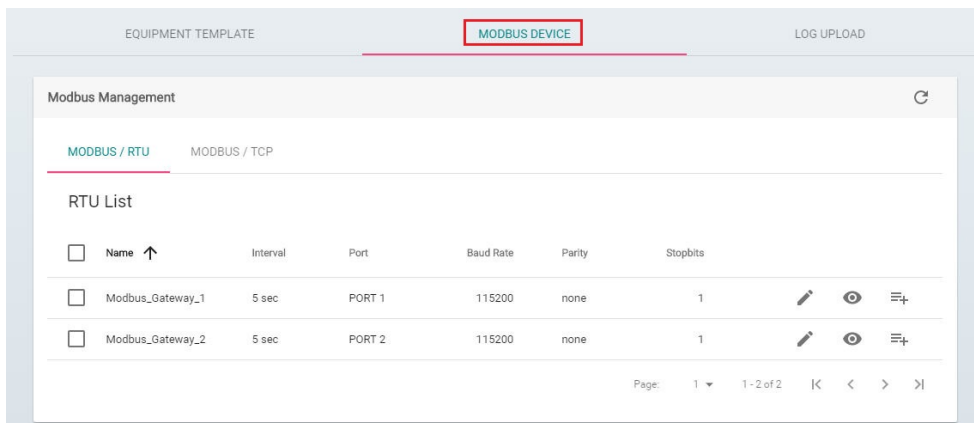 EQUIPMENT TEMPLATE MODBUS DEVICE LOG UPLOAD
Modbus Management
MODBUS / RTU MODBUS / TCP
RTU List
Name Interval Port Baud Rate Parity Stopbits
Modbus_Gateway_1 5 sec PORT 1 115200 none 1
Modbus_Gateway_2 5 sec PORT 2 115200 none 1
Page: 1 1 - 2 of 2